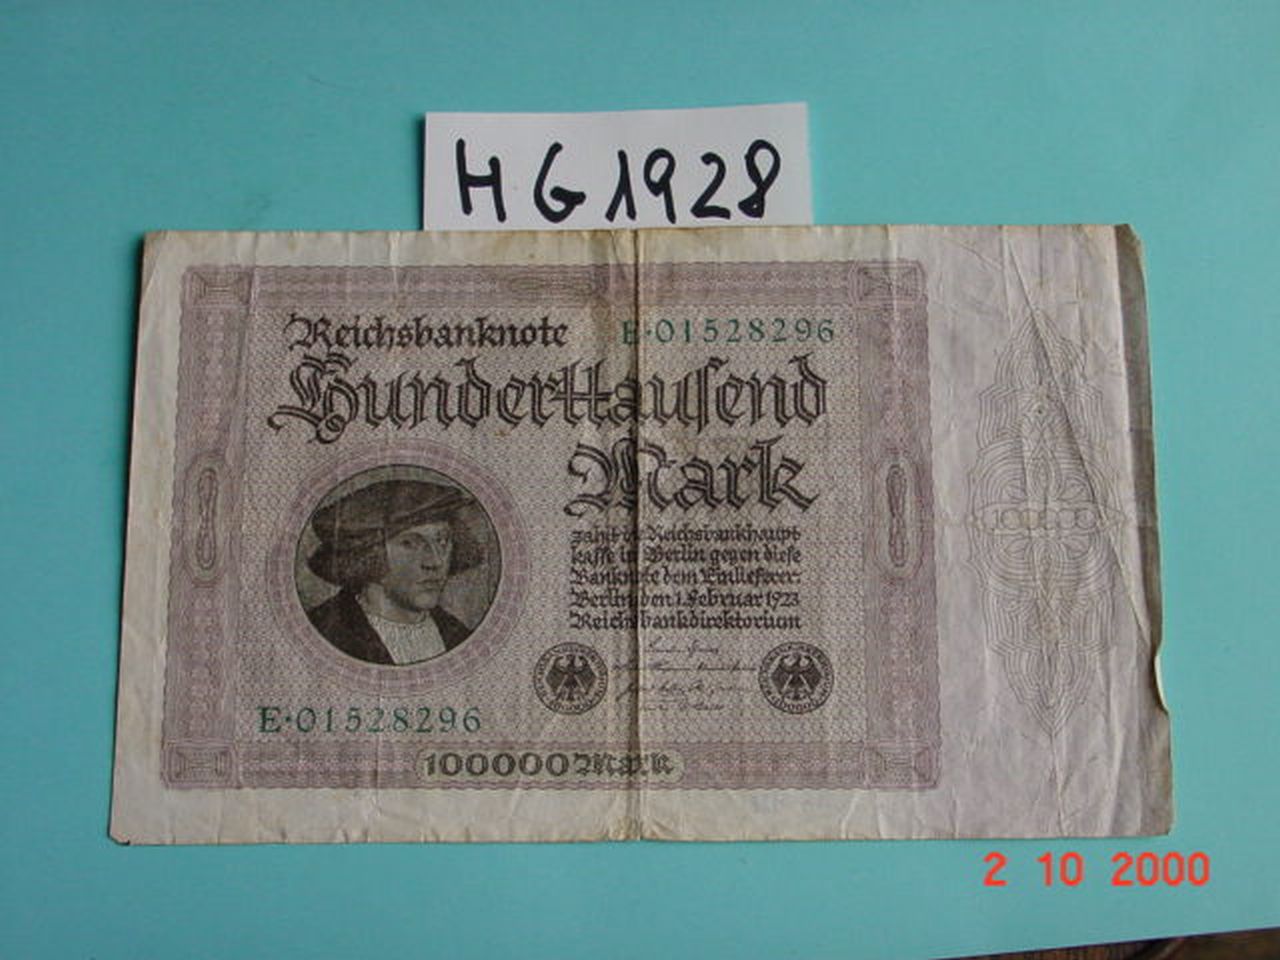 HG1928
Reichsbanknote E·01528296
Hunderttausend
Mark
zahlt die Reichsbankhaupt
kasse in Berlin gegen diese
Banknote dem Einlieferer.
Berlin, den 1. Februar 1923
Reichsbankdirektorium
E·01528296
100000 Mark
100000
2 10 2000